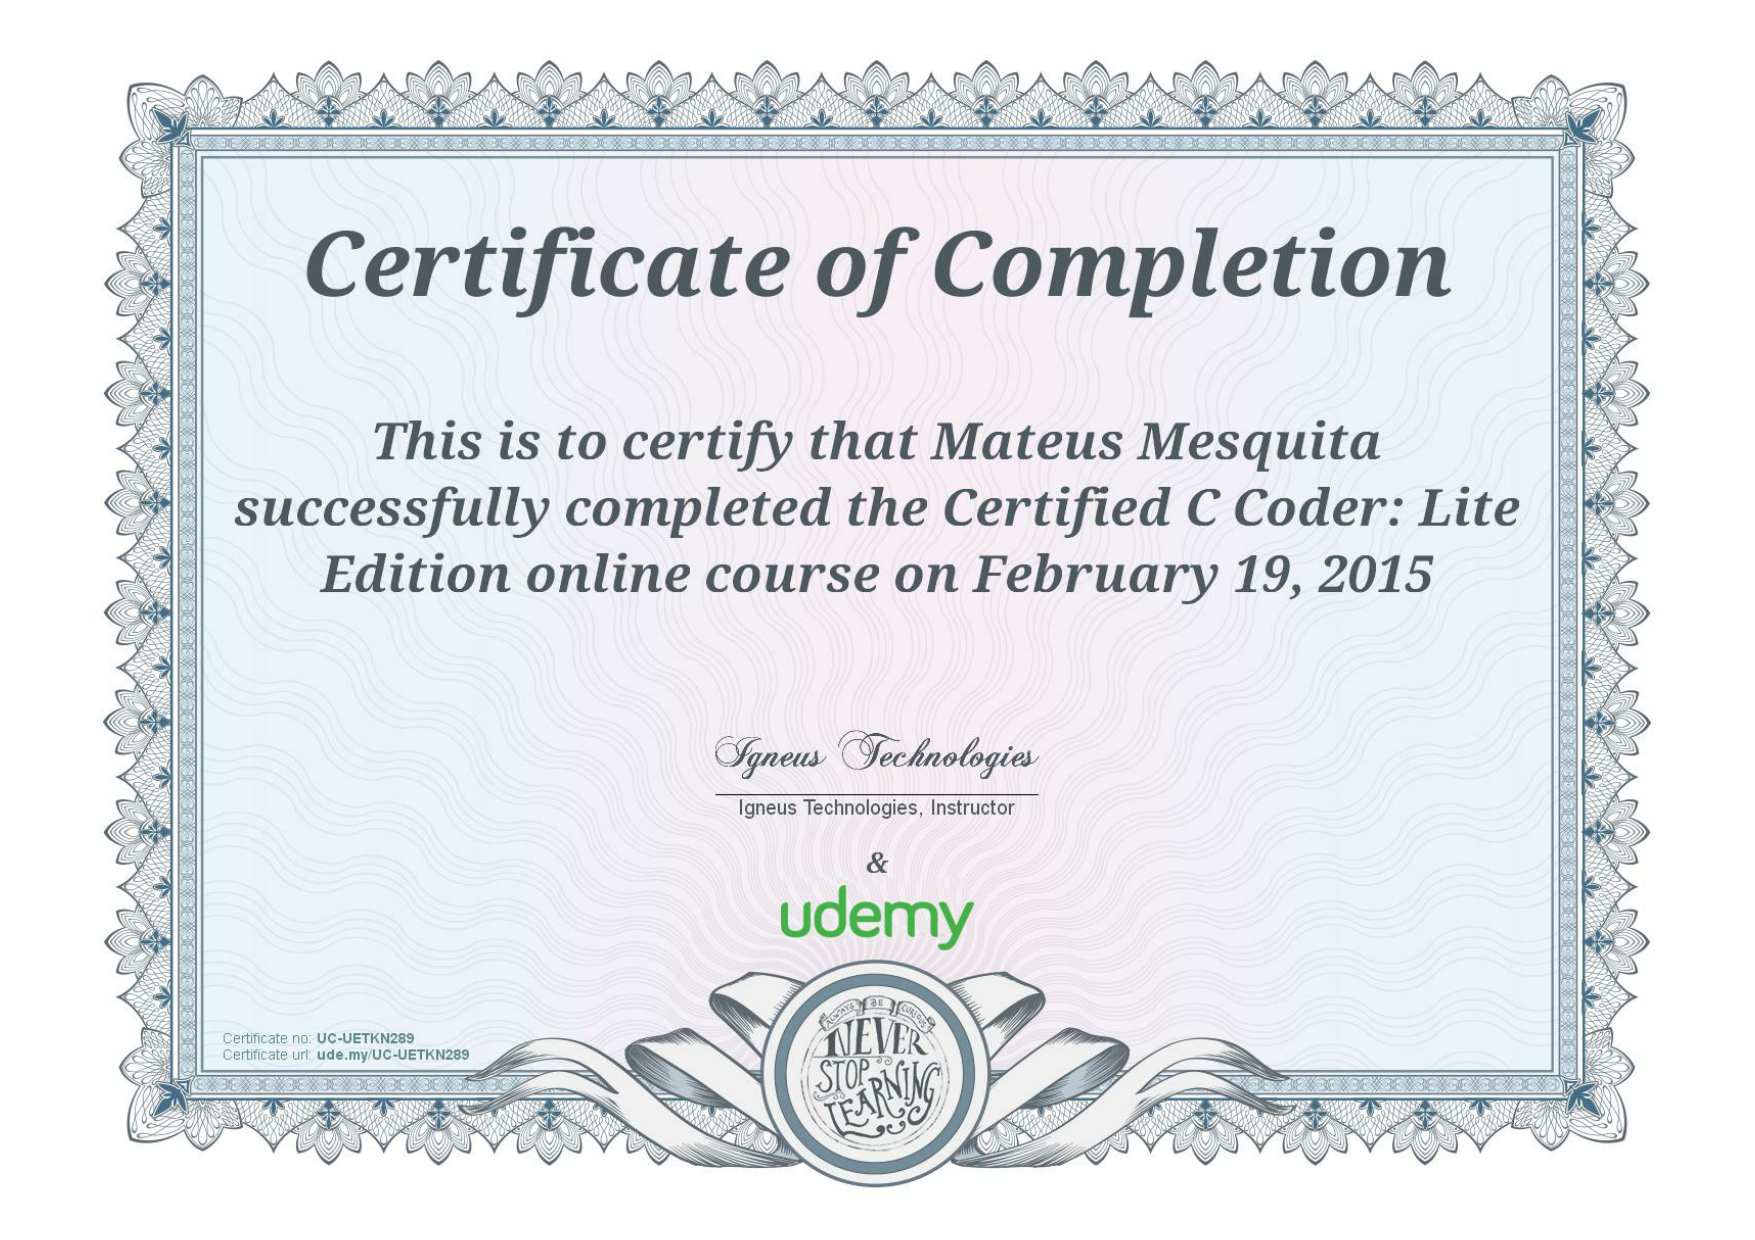 Certificate of Completion
This is to certify that Mateus Mesquita
successfully completed the Certified C Coder: Lite
Edition online course on February 19, 2015
Igneus Technologies
Igneus Technologies, Instructor
&
udemy
ALWAYS BE CURIOUS
NEVER
STOP
LEARNING
Certificate no: UC-UETKN289
Certificate url: ude.my/UC-UETKN289